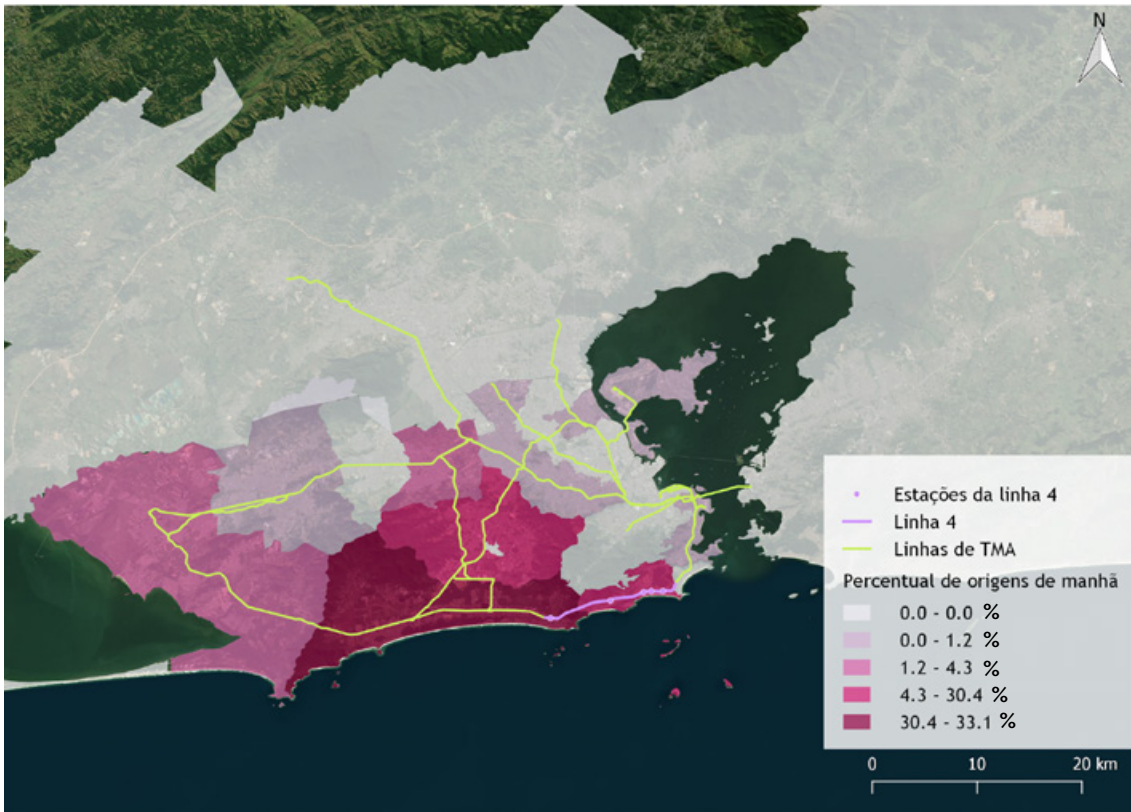 N
Estações da linha 4
Linha 4
Linhas de TMA
Percentual de origens de manhã
0.0 - 0.0 %
0.0 - 1.2 %
1.2 - 4.3 %
4.3 - 30.4 %
30.4 - 33.1 %
0 10 20 km